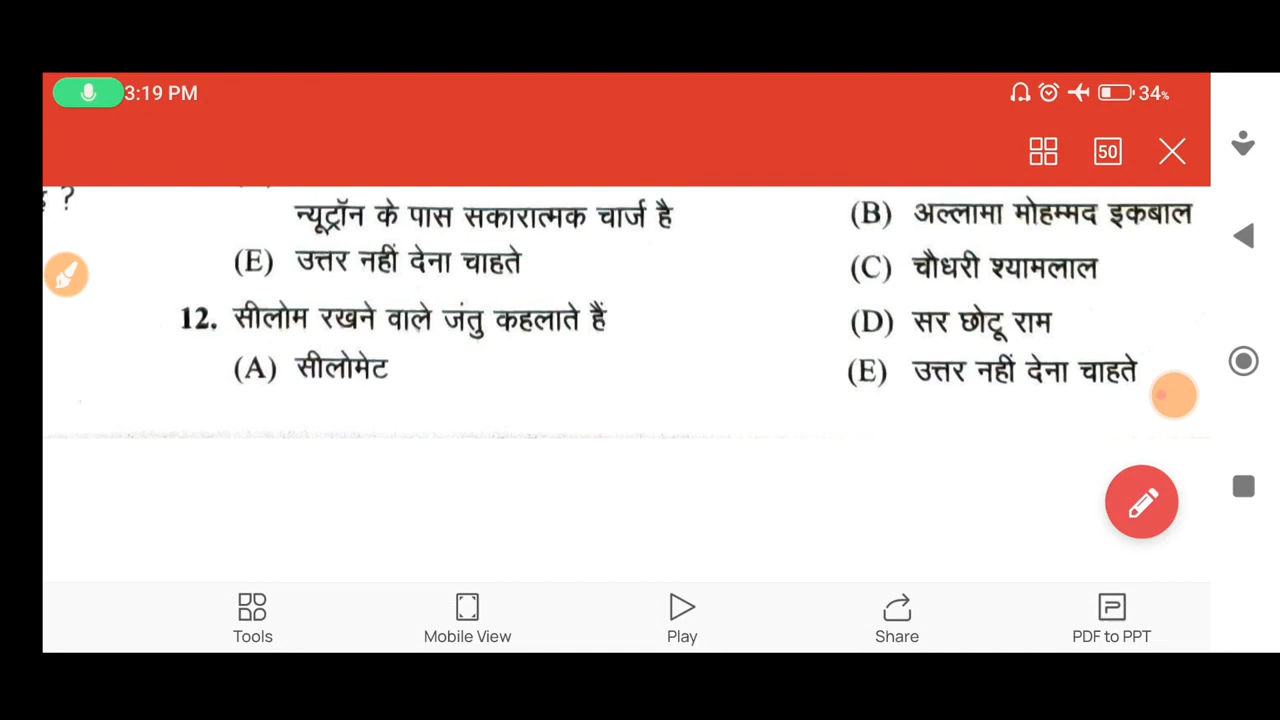 3:19 PM
34%
50
?
न्यूट्रॉन के पास सकारात्मक चार्ज है
(E) उत्तर नहीं देना चाहते
12. सीलोम रखने वाले जंतु कहलाते हैं
(A) सीलोमेट
(B) अल्लामा मोहम्मद इकबाल
(C) चौधरी श्यामलाल
(D) सर छोटू राम
(E) उत्तर नहीं देना चाहते
Tools
Mobile View
Play
Share
PDF to PPT